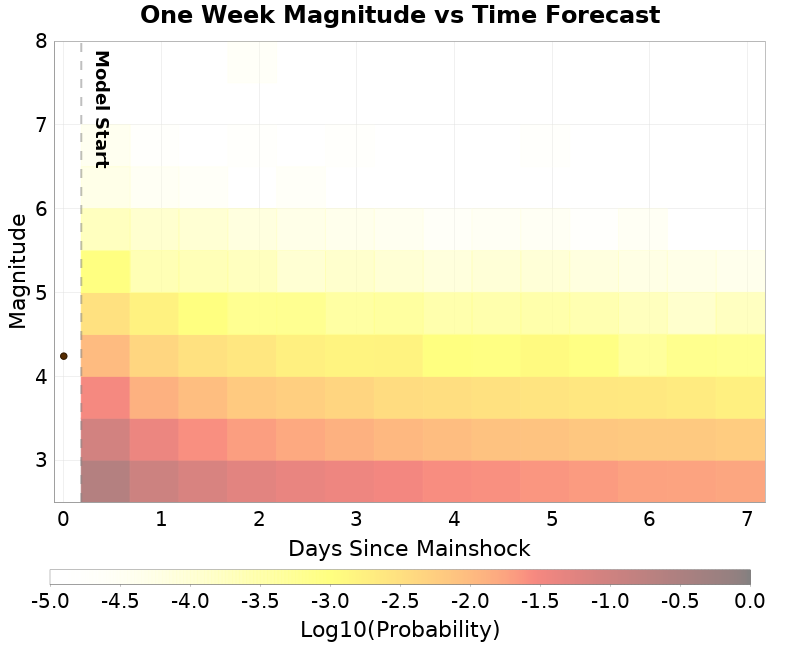 One Week Magnitude vs Time Forecast
Magnitude
8
7
6
5
4
3
Model Start
0 1 2 3 4 5 6 7
Days Since Mainshock
-5.0 -4.5 -4.0 -3.5 -3.0 -2.5 -2.0 -1.5 -1.0 -0.5 0.0
Log10(Probability)